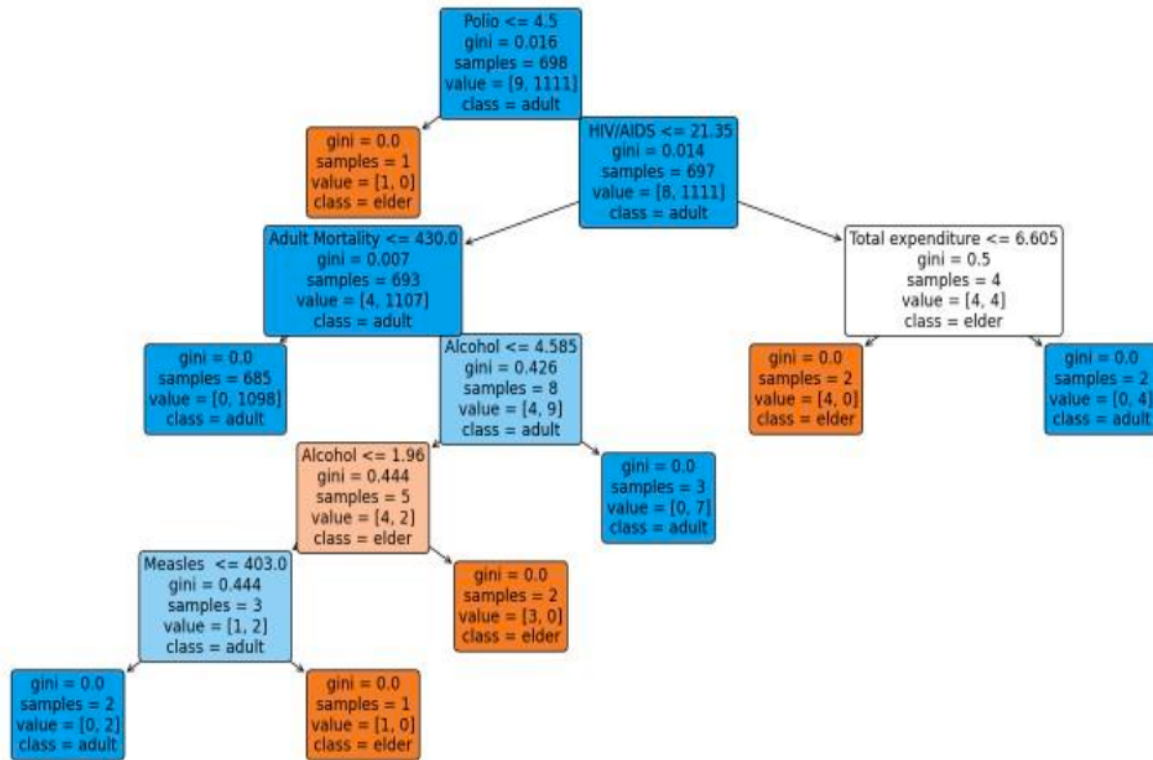 Polio <= 4.5
gini = 0.016
samples = 698
value = [9, 1111]
class = adult
gini = 0.0
samples = 1
value = [1, 0]
class = elder
HIV/AIDS <= 21.35
gini = 0.014
samples = 697
value = [8, 1111]
class = adult
Adult Mortality <= 430.0
gini = 0.007
samples = 693
value = [4, 1107]
class = adult
Total expenditure <= 6.605
gini = 0.5
samples = 4
value = [4, 4]
class = elder
gini = 0.0
samples = 685
value = [0, 1098]
class = adult
Alcohol <= 4.585
gini = 0.426
samples = 8
value = [4, 9]
class = adult
gini = 0.0
samples = 2
value = [4, 0]
class = elder
gini = 0.0
samples = 2
value = [0, 4]
class = adult
Alcohol <= 1.96
gini = 0.444
samples = 5
value = [4, 2]
class = elder
gini = 0.0
samples = 3
value = [0, 7]
class = adult
Measles  <= 403.0
gini = 0.444
samples = 3
value = [1, 2]
class = adult
gini = 0.0
samples = 2
value = [3, 0]
class = elder
gini = 0.0
samples = 2
value = [0, 2]
class = adult
gini = 0.0
samples = 1
value = [1, 0]
class = elder